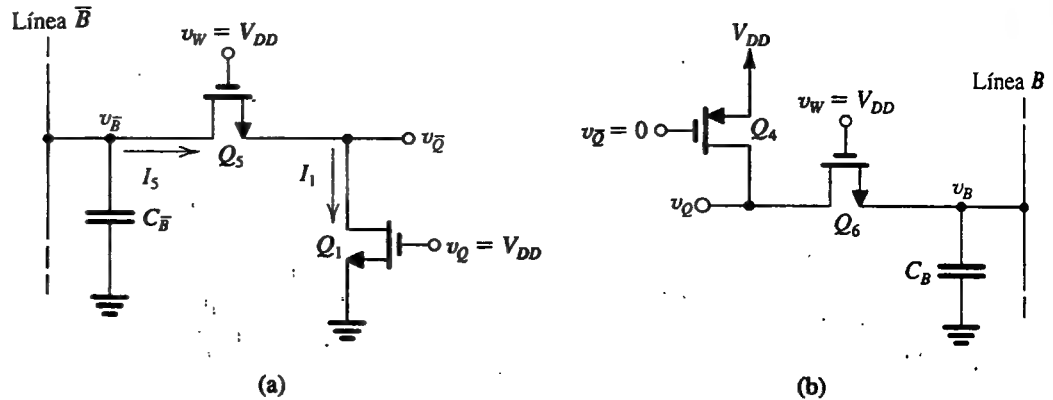 Línea B̅
v_W = V_DD
v_B̅
I_5
Q_5
C_B̅
I_1
v_Q̅
Q_1
v_Q = V_DD
(a)
V_DD
Línea B
v_W = V_DD
v_Q̅ = 0
Q_4
v_Q
Q_6
v_B
C_B
(b)